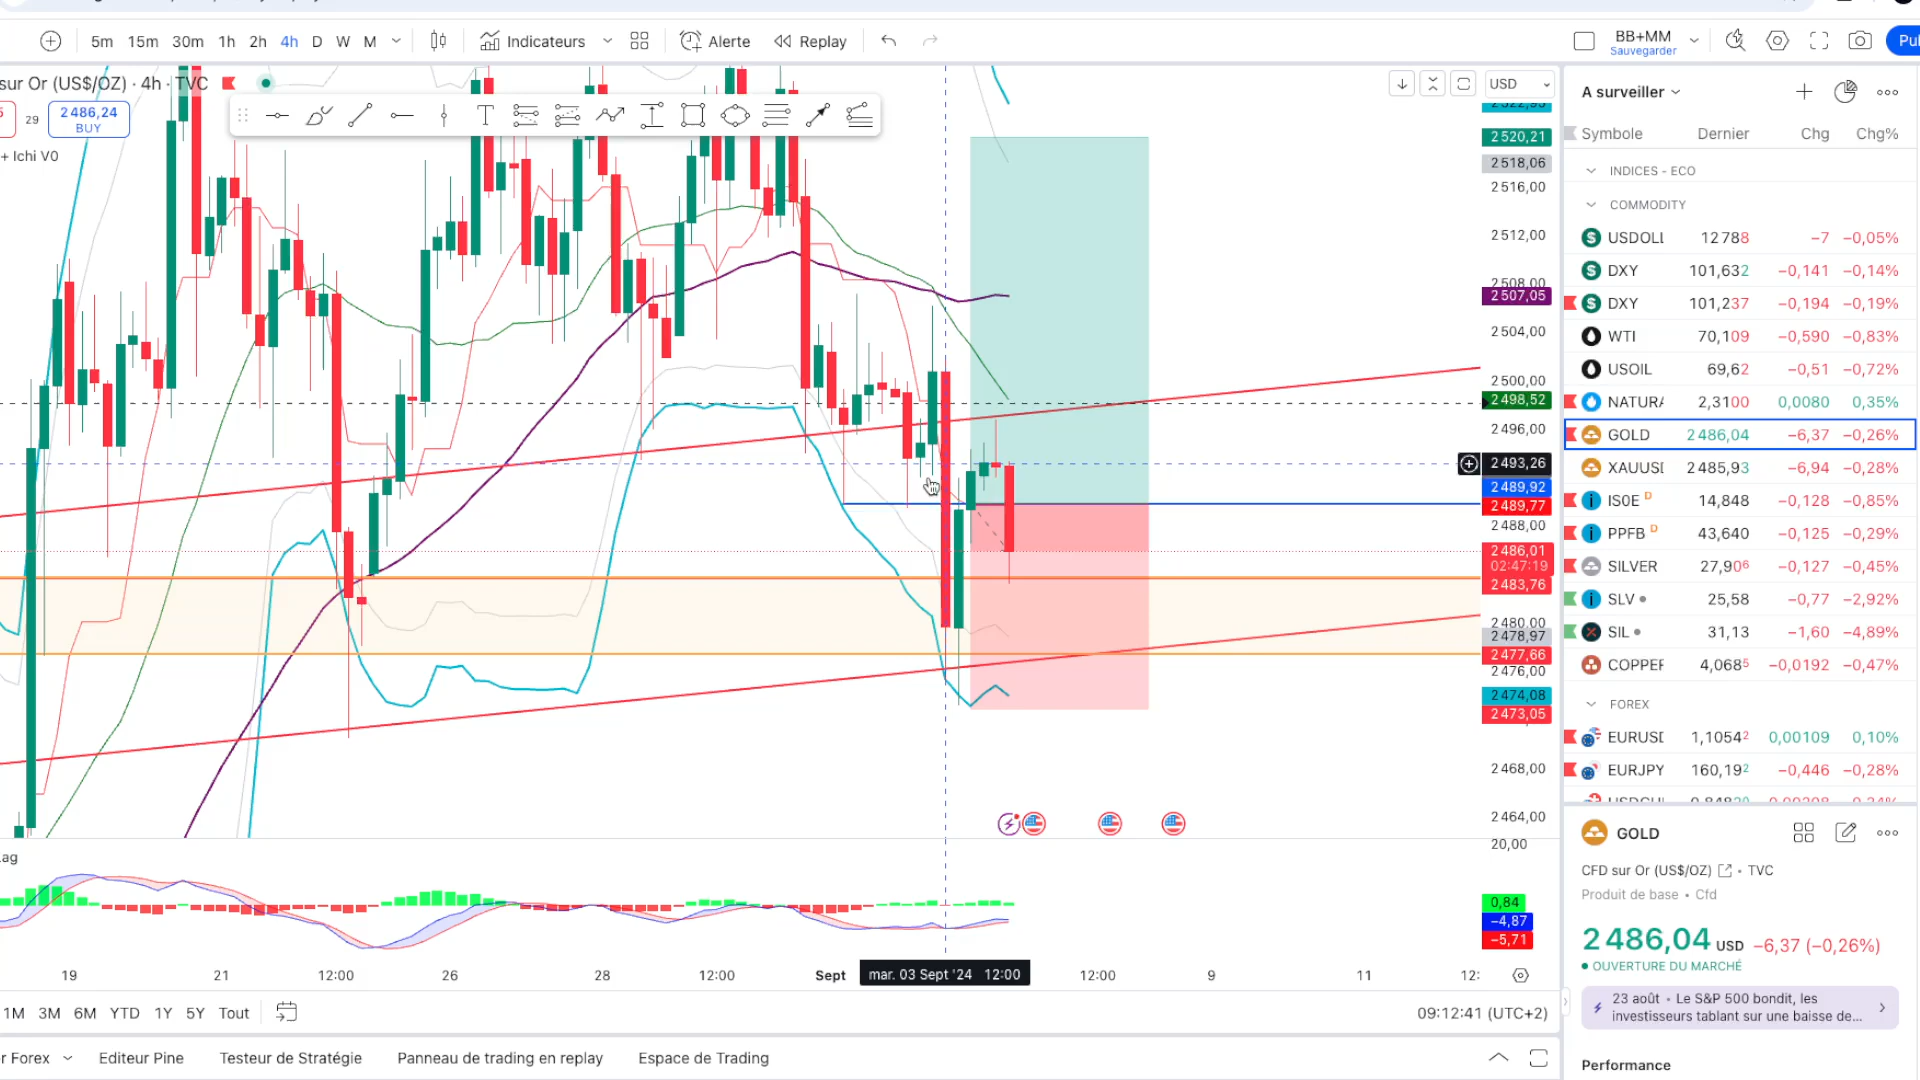 5m 15m 30m 1h 2h 4h D W M Indicateurs Alerte Replay BB+MM Sauvegarder
sur Or (US$/OZ) · 4h · TVC
29 2 486,24 BUY
+ Ichi V0
USD
2 520,21
2 518,06
2 516,00
2 512,00
2 508,00
2 507,05
2 504,00
2 500,00
2 498,52
2 496,00
2 493,26
2 489,92
2 489,77
2 488,00
2 486,01
02:47:19
2 483,76
2 480,00
2 478,97
2 477,66
2 476,00
2 474,08
2 473,05
2 468,00
2 464,00
20,00
0,84
−4,87
−5,71
19 21 12:00 26 28 12:00 Sept mar. 03 Sept '24 12:00 12:00 9 11 12:
1M 3M 6M YTD 1Y 5Y Tout 09:12:41 (UTC+2)
r Forex Editeur Pine Testeur de Stratégie Panneau de trading en replay Espace de Trading
A surveiller
Symbole Dernier Chg Chg%
INDICES - ECO
COMMODITY
USDOLL 12788 −7 −0,05%
DXY 101,632 −0,141 −0,14%
DXY 101,237 −0,194 −0,19%
WTI 70,109 −0,590 −0,83%
USOIL 69,62 −0,51 −0,72%
NATURA 2,3100 0,0080 0,35%
GOLD 2 486,04 −6,37 −0,26%
XAUUSD 2 485,93 −6,94 −0,28%
IS0E D 14,848 −0,128 −0,85%
PPFB D 43,640 −0,125 −0,29%
SILVER 27,906 −0,127 −0,45%
SLV 25,58 −0,77 −2,92%
SIL 31,13 −1,60 −4,89%
COPPER 4,0685 −0,0192 −0,47%
FOREX
EURUSD 1,10542 0,00109 0,10%
EURJPY 160,192 −0,446 −0,28%
GOLD
CFD sur Or (US$/OZ) • TVC
Produit de base • Cfd
2 486,04 USD −6,37 (−0,26%)
OUVERTURE DU MARCHÉ
23 août • Le S&P 500 bondit, les
investisseurs tablant sur une baisse de...
Performance